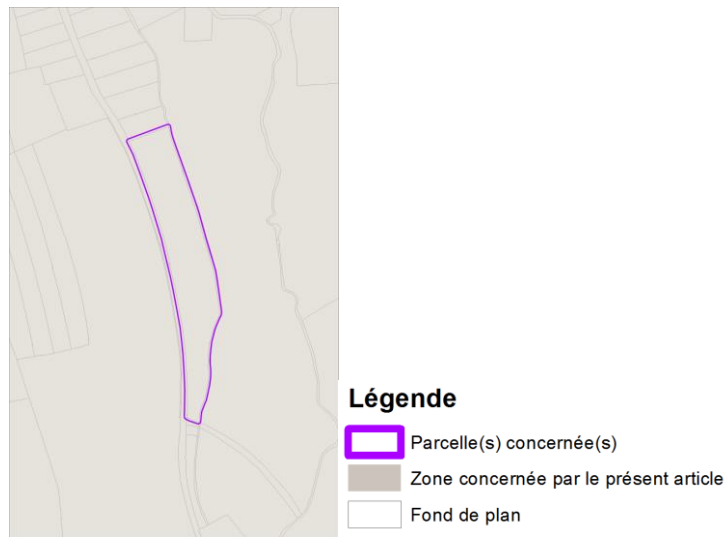 Légende
Parcelle(s) concernée(s)
Zone concernée par le présent article
Fond de plan